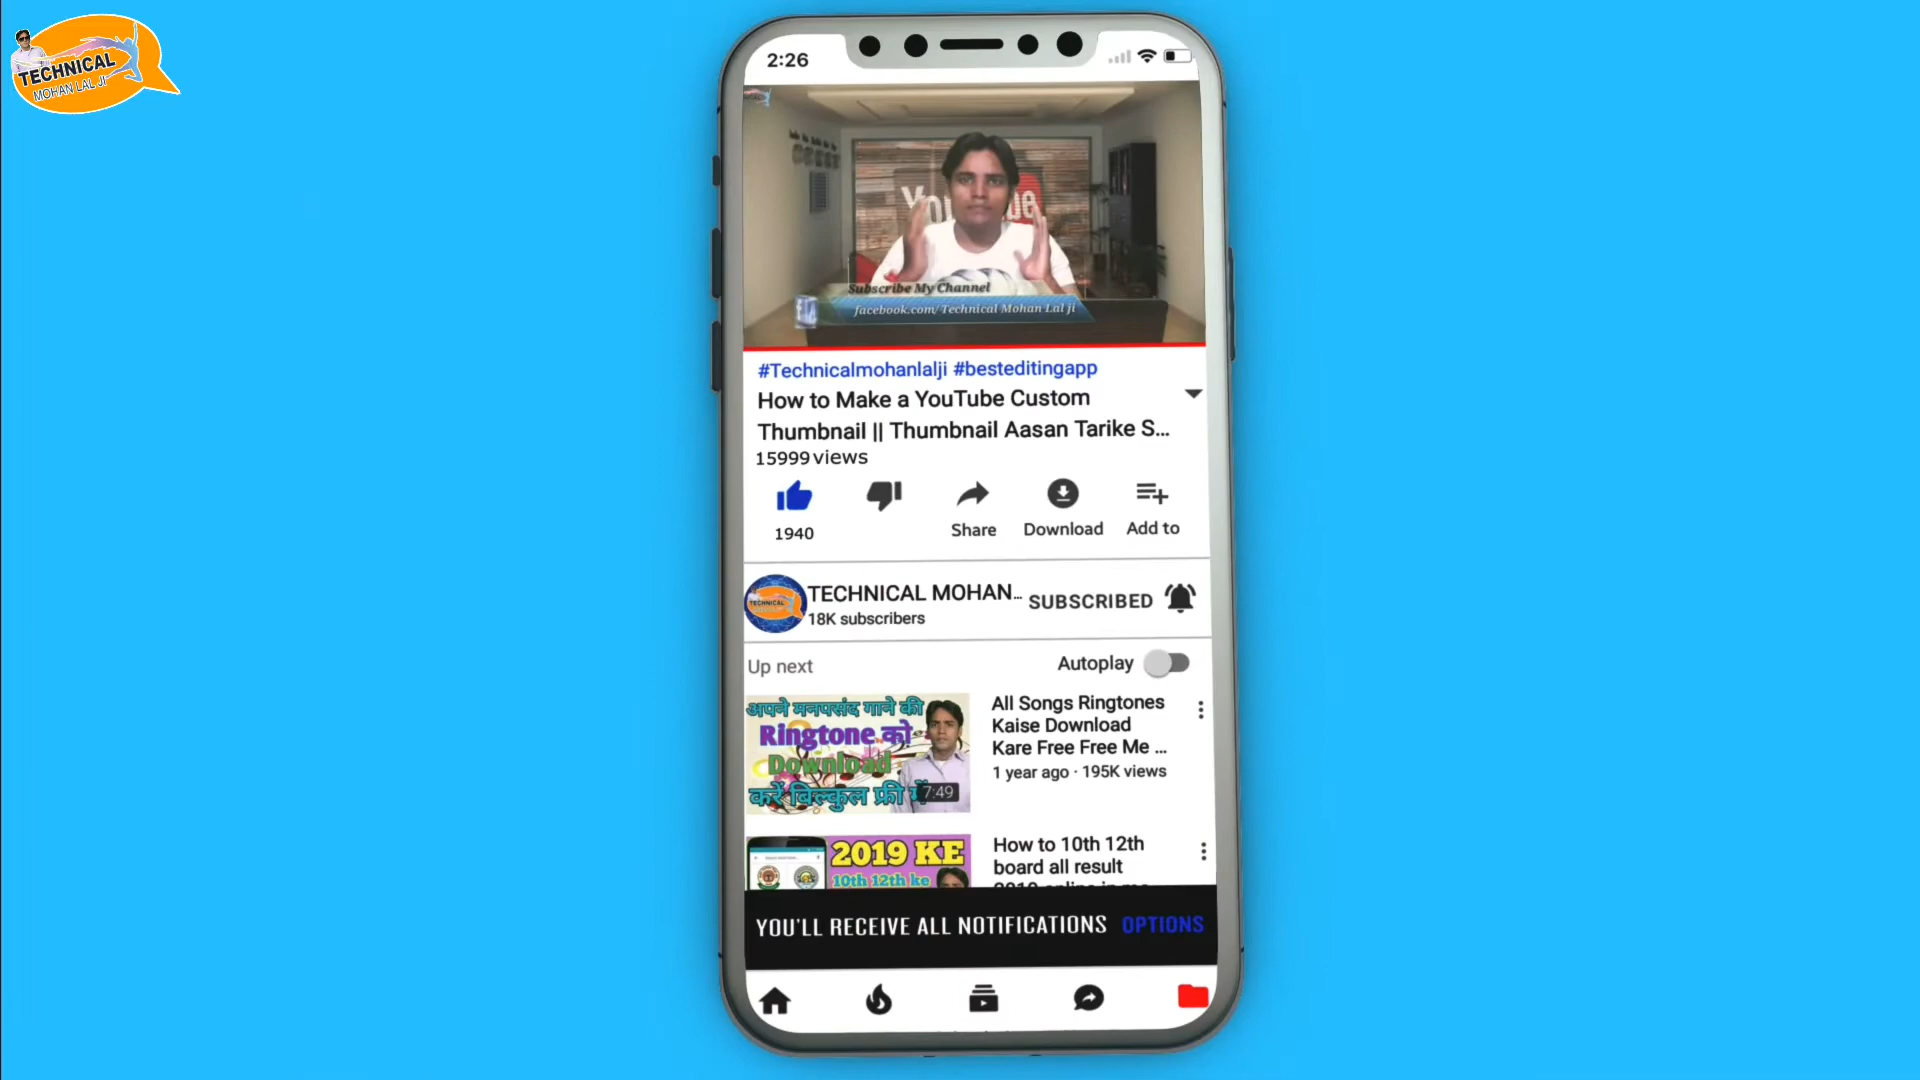 TECHNICAL
MOHAN LAL JI
2:26
YouTube
Subscribe My Channel
facebook.com/Technical Mohan Lal ji
#Technicalmohanlalji #besteditingapp
How to Make a YouTube Custom
Thumbnail || Thumbnail Aasan Tarike S...
15999 views
1940
Share
Download
Add to
TECHNICAL
TECHNICAL MOHAN...
18K subscribers
SUBSCRIBED
Up next
Autoplay
अपने मनपसंद गाने की
Ringtone को
Download
करें बिल्कुल फ्री में
7:49
All Songs Ringtones
Kaise Download
Kare Free Free Me ...
1 year ago · 195K views
2019 KE
10th 12th ke
How to 10th 12th
board all result
YOU'LL RECEIVE ALL NOTIFICATIONS OPTIONS